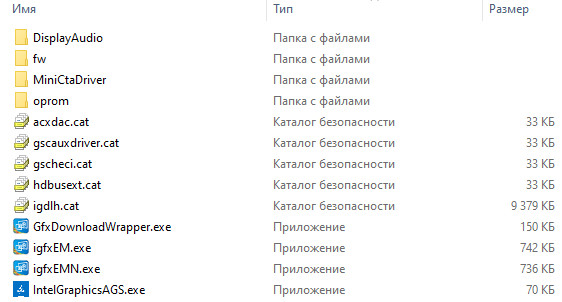 Имя Тип Размер
DisplayAudio Папка с файлами
fw Папка с файлами
MiniCtaDriver Папка с файлами
oprom Папка с файлами
acxdac.cat Каталог безопасности 33 КБ
gscauxdriver.cat Каталог безопасности 33 КБ
gscheci.cat Каталог безопасности 33 КБ
hdbusext.cat Каталог безопасности 33 КБ
igdlh.cat Каталог безопасности 9 379 КБ
GfxDownloadWrapper.exe Приложение 150 КБ
igfxEM.exe Приложение 742 КБ
igfxEMN.exe Приложение 736 КБ
IntelGraphicsAGS.exe Приложение 70 КБ